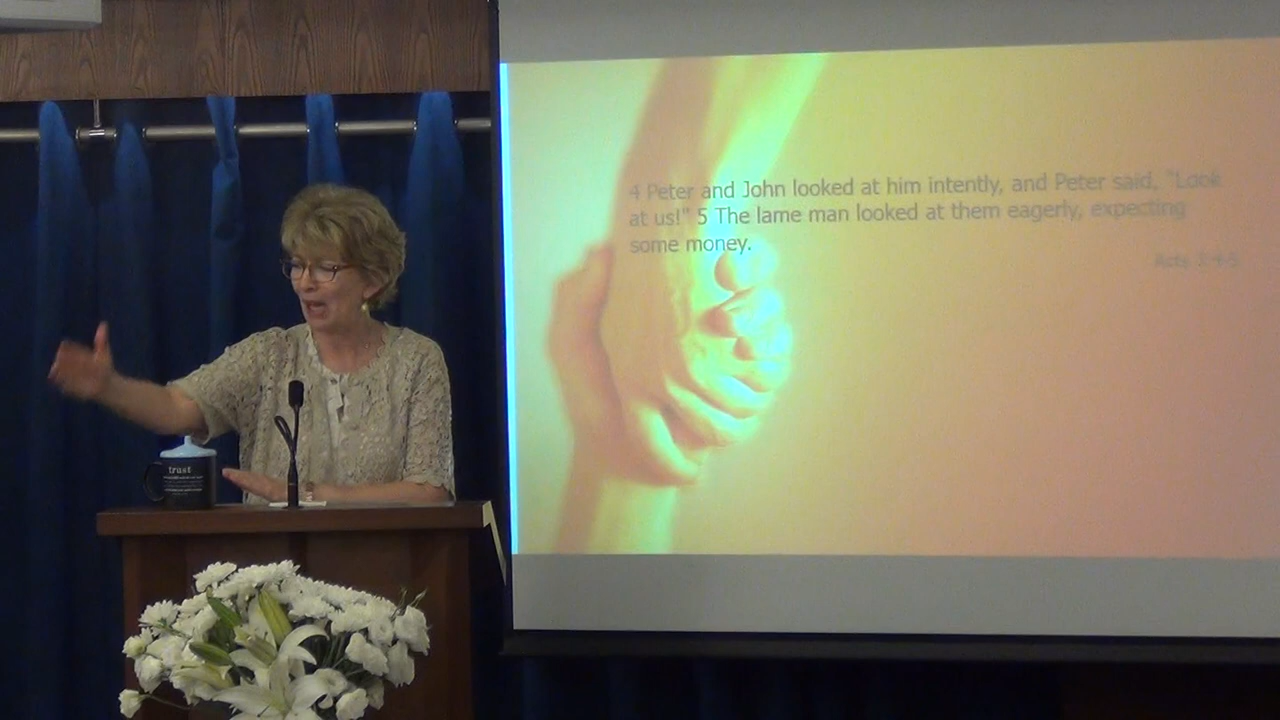 4 Peter and John looked at him intently, and Peter said, "Look
at us!" 5 The lame man looked at them eagerly, expecting
some money.
Acts 3:4-5
trust